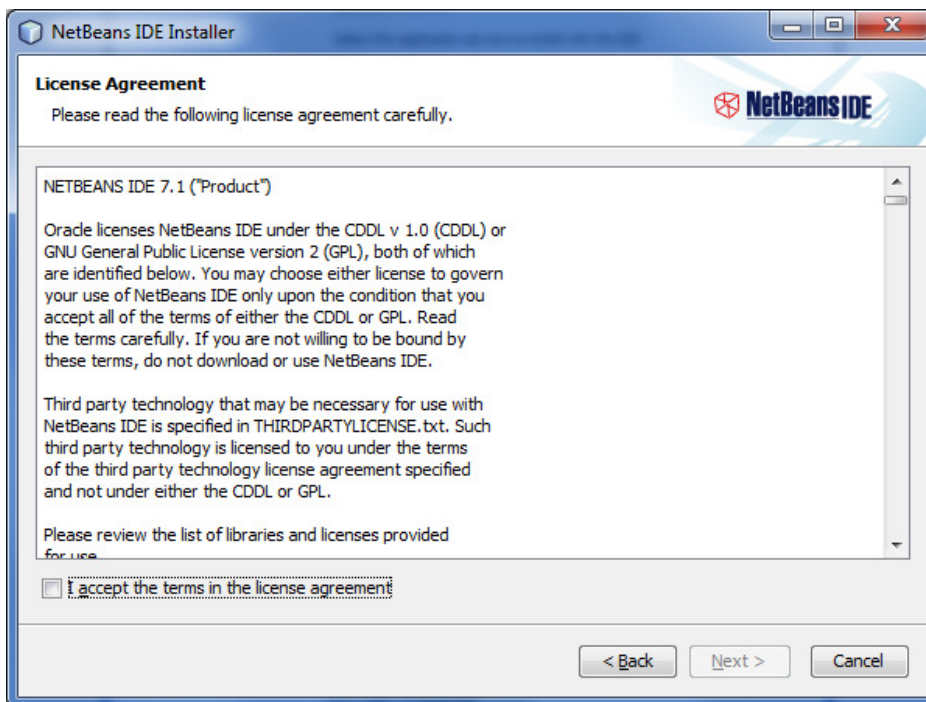 NetBeans IDE Installer
License Agreement
Please read the following license agreement carefully.
NetBeans IDE
NETBEANS IDE 7.1 ("Product")
Oracle licenses NetBeans IDE under the CDDL v 1.0 (CDDL) or
GNU General Public License version 2 (GPL), both of which
are identified below. You may choose either license to govern
your use of NetBeans IDE only upon the condition that you
accept all of the terms of either the CDDL or GPL. Read
the terms carefully. If you are not willing to be bound by
these terms, do not download or use NetBeans IDE.
Third party technology that may be necessary for use with
NetBeans IDE is specified in THIRDPARTYLICENSE.txt. Such
third party technology is licensed to you under the terms
of the third party technology license agreement specified
and not under either the CDDL or GPL.
Please review the list of libraries and licenses provided
for use
I accept the terms in the license agreement
< Back
Next >
Cancel